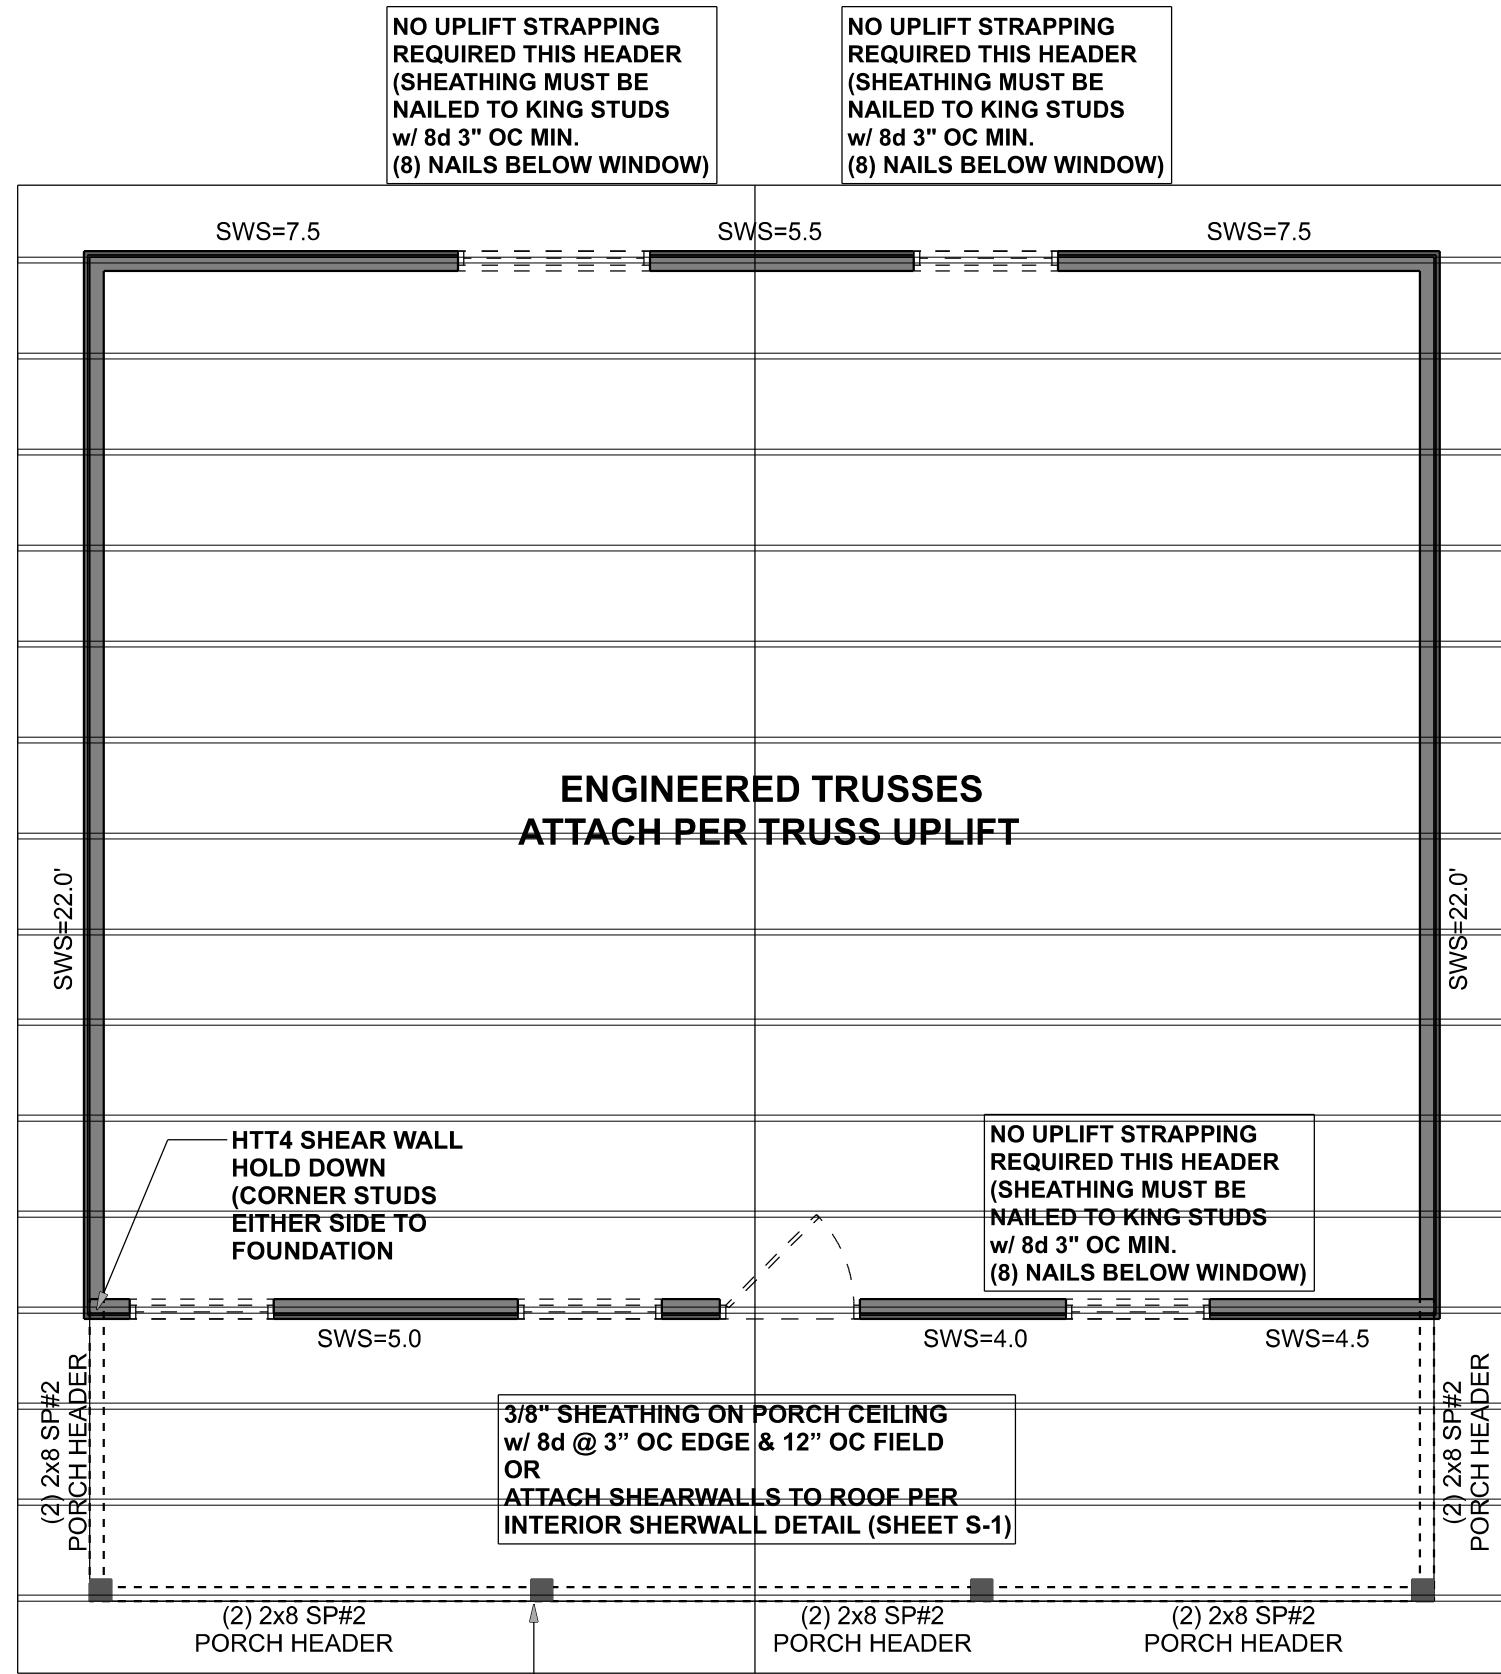 NO UPLIFT STRAPPING
REQUIRED THIS HEADER
(SHEATHING MUST BE
NAILED TO KING STUDS
w/ 8d 3" OC MIN.
(8) NAILS BELOW WINDOW)
NO UPLIFT STRAPPING
REQUIRED THIS HEADER
(SHEATHING MUST BE
NAILED TO KING STUDS
w/ 8d 3" OC MIN.
(8) NAILS BELOW WINDOW)
SWS=7.5
SWS=5.5
SWS=7.5
ENGINEERED TRUSSES
ATTACH PER TRUSS UPLIFT
SWS=22.0'
SWS=22.0'
HTT4 SHEAR WALL
HOLD DOWN
(CORNER STUDS
EITHER SIDE TO
FOUNDATION
NO UPLIFT STRAPPING
REQUIRED THIS HEADER
(SHEATHING MUST BE
NAILED TO KING STUDS
w/ 8d 3" OC MIN.
(8) NAILS BELOW WINDOW)
SWS=5.0
SWS=4.0
SWS=4.5
(2) 2x8 SP#2
PORCH HEADER
3/8" SHEATHING ON PORCH CEILING
w/ 8d @ 3” OC EDGE & 12” OC FIELD
OR
ATTACH SHEARWALLS TO ROOF PER
INTERIOR SHERWALL DETAIL (SHEET S-1)
(2) 2x8 SP#2
PORCH HEADER
(2) 2x8 SP#2
PORCH HEADER
(2) 2x8 SP#2
PORCH HEADER
(2) 2x8 SP#2
PORCH HEADER